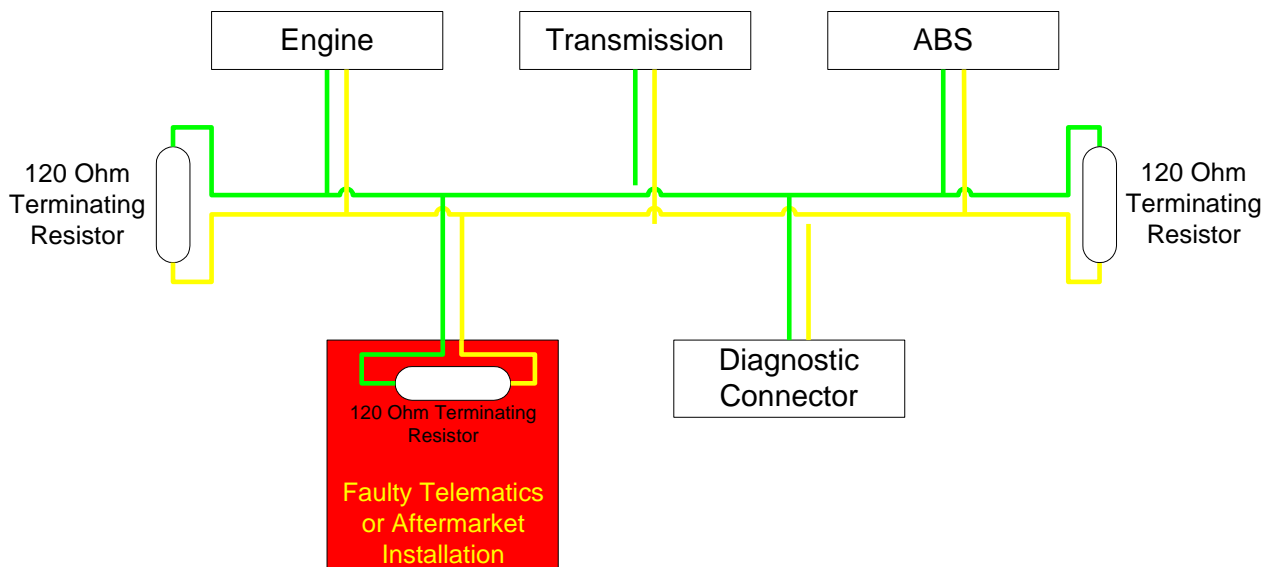 Engine
Transmission
ABS
120 Ohm
Terminating
Resistor
120 Ohm
Terminating
Resistor
120 Ohm Terminating
Resistor
Faulty Telematics
or Aftermarket
Installation
Diagnostic
Connector